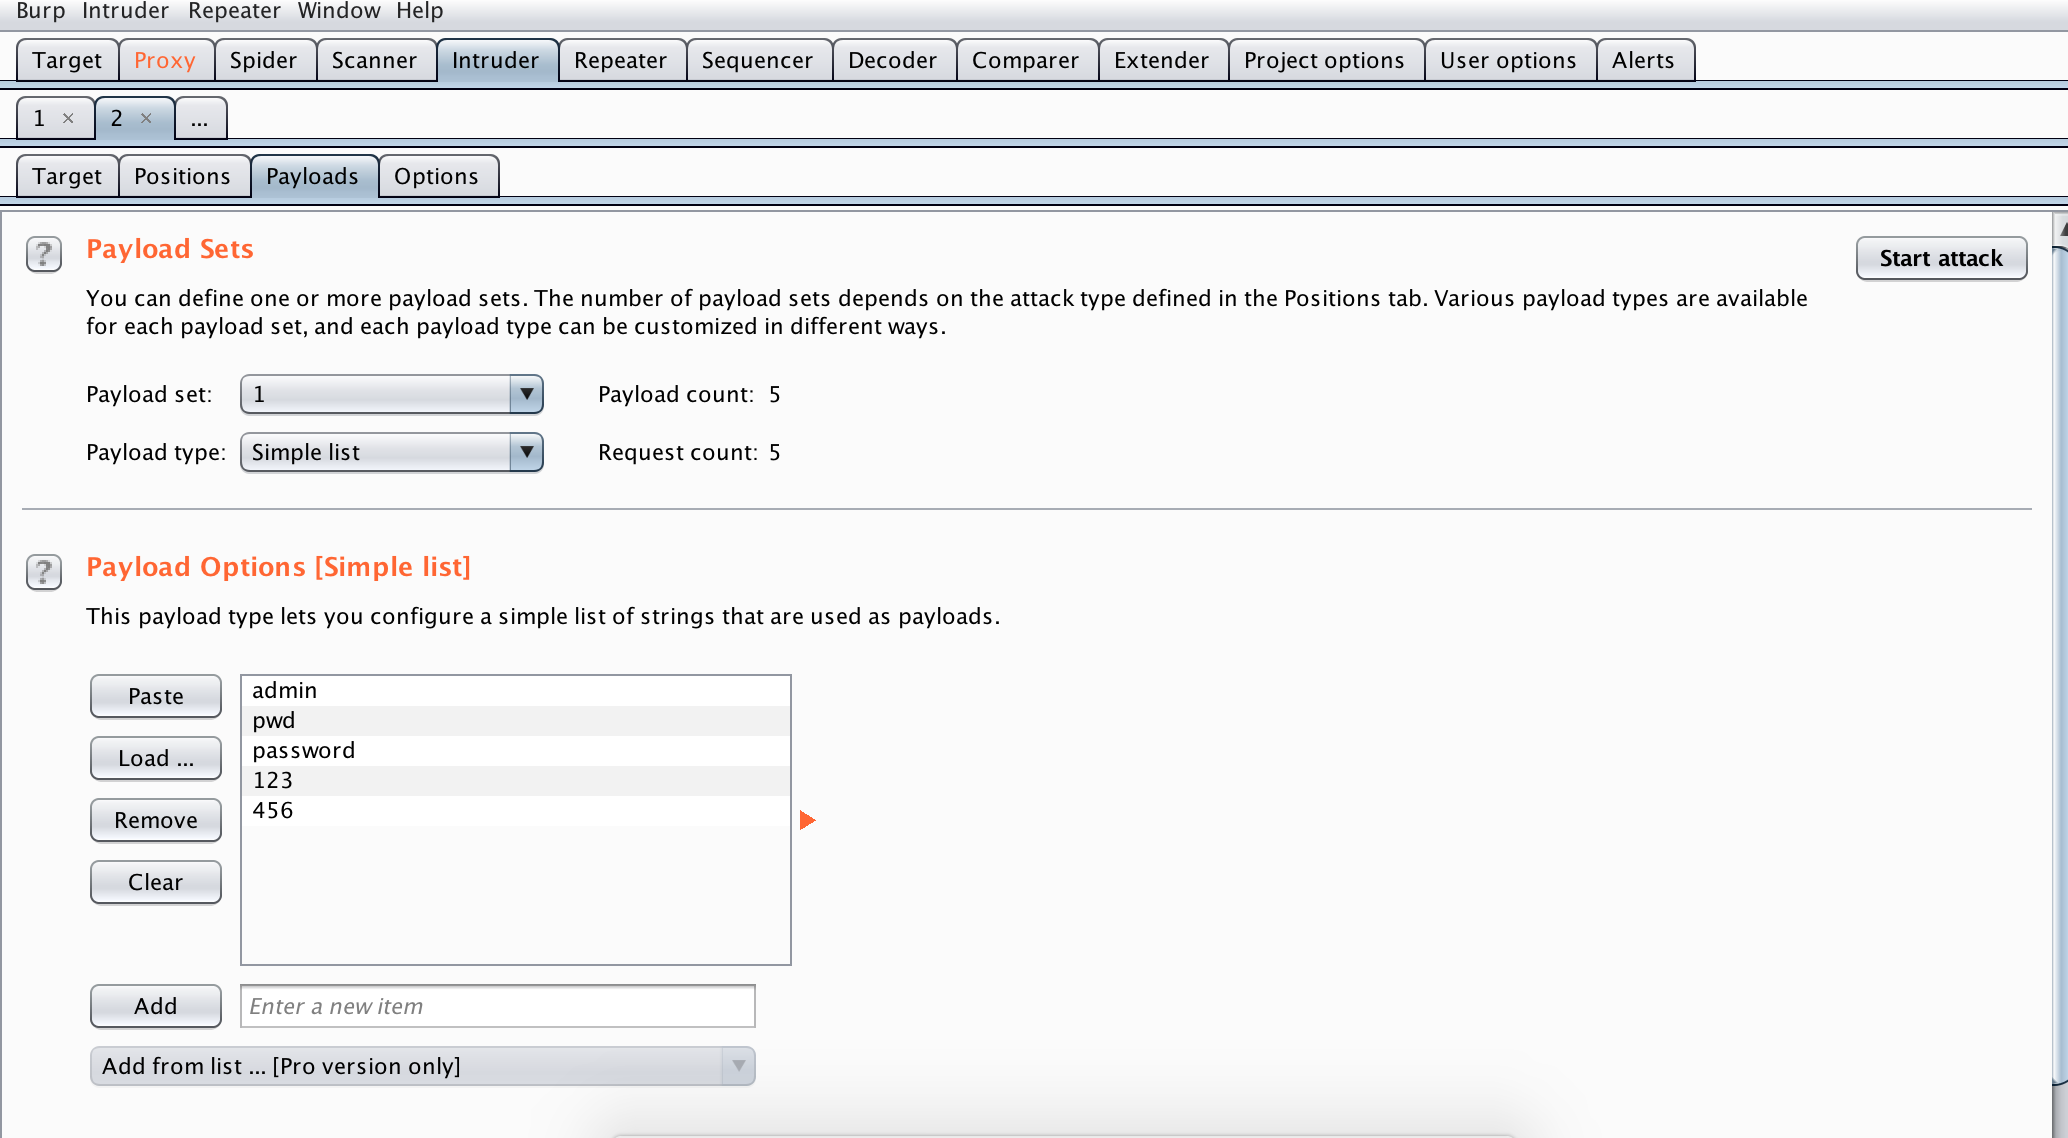 Burp Intruder Repeater Window Help
Target Proxy Spider Scanner Intruder Repeater Sequencer Decoder Comparer Extender Project options User options Alerts
1 × 2 × ...
Target Positions Payloads Options
? Payload Sets
Start attack
You can define one or more payload sets. The number of payload sets depends on the attack type defined in the Positions tab. Various payload types are available
for each payload set, and each payload type can be customized in different ways.
Payload set: 1 Payload count: 5
Payload type: Simple list Request count: 5
? Payload Options [Simple list]
This payload type lets you configure a simple list of strings that are used as payloads.
Paste
Load ...
Remove
Clear
admin
pwd
password
123
456
Add Enter a new item
Add from list ... [Pro version only]